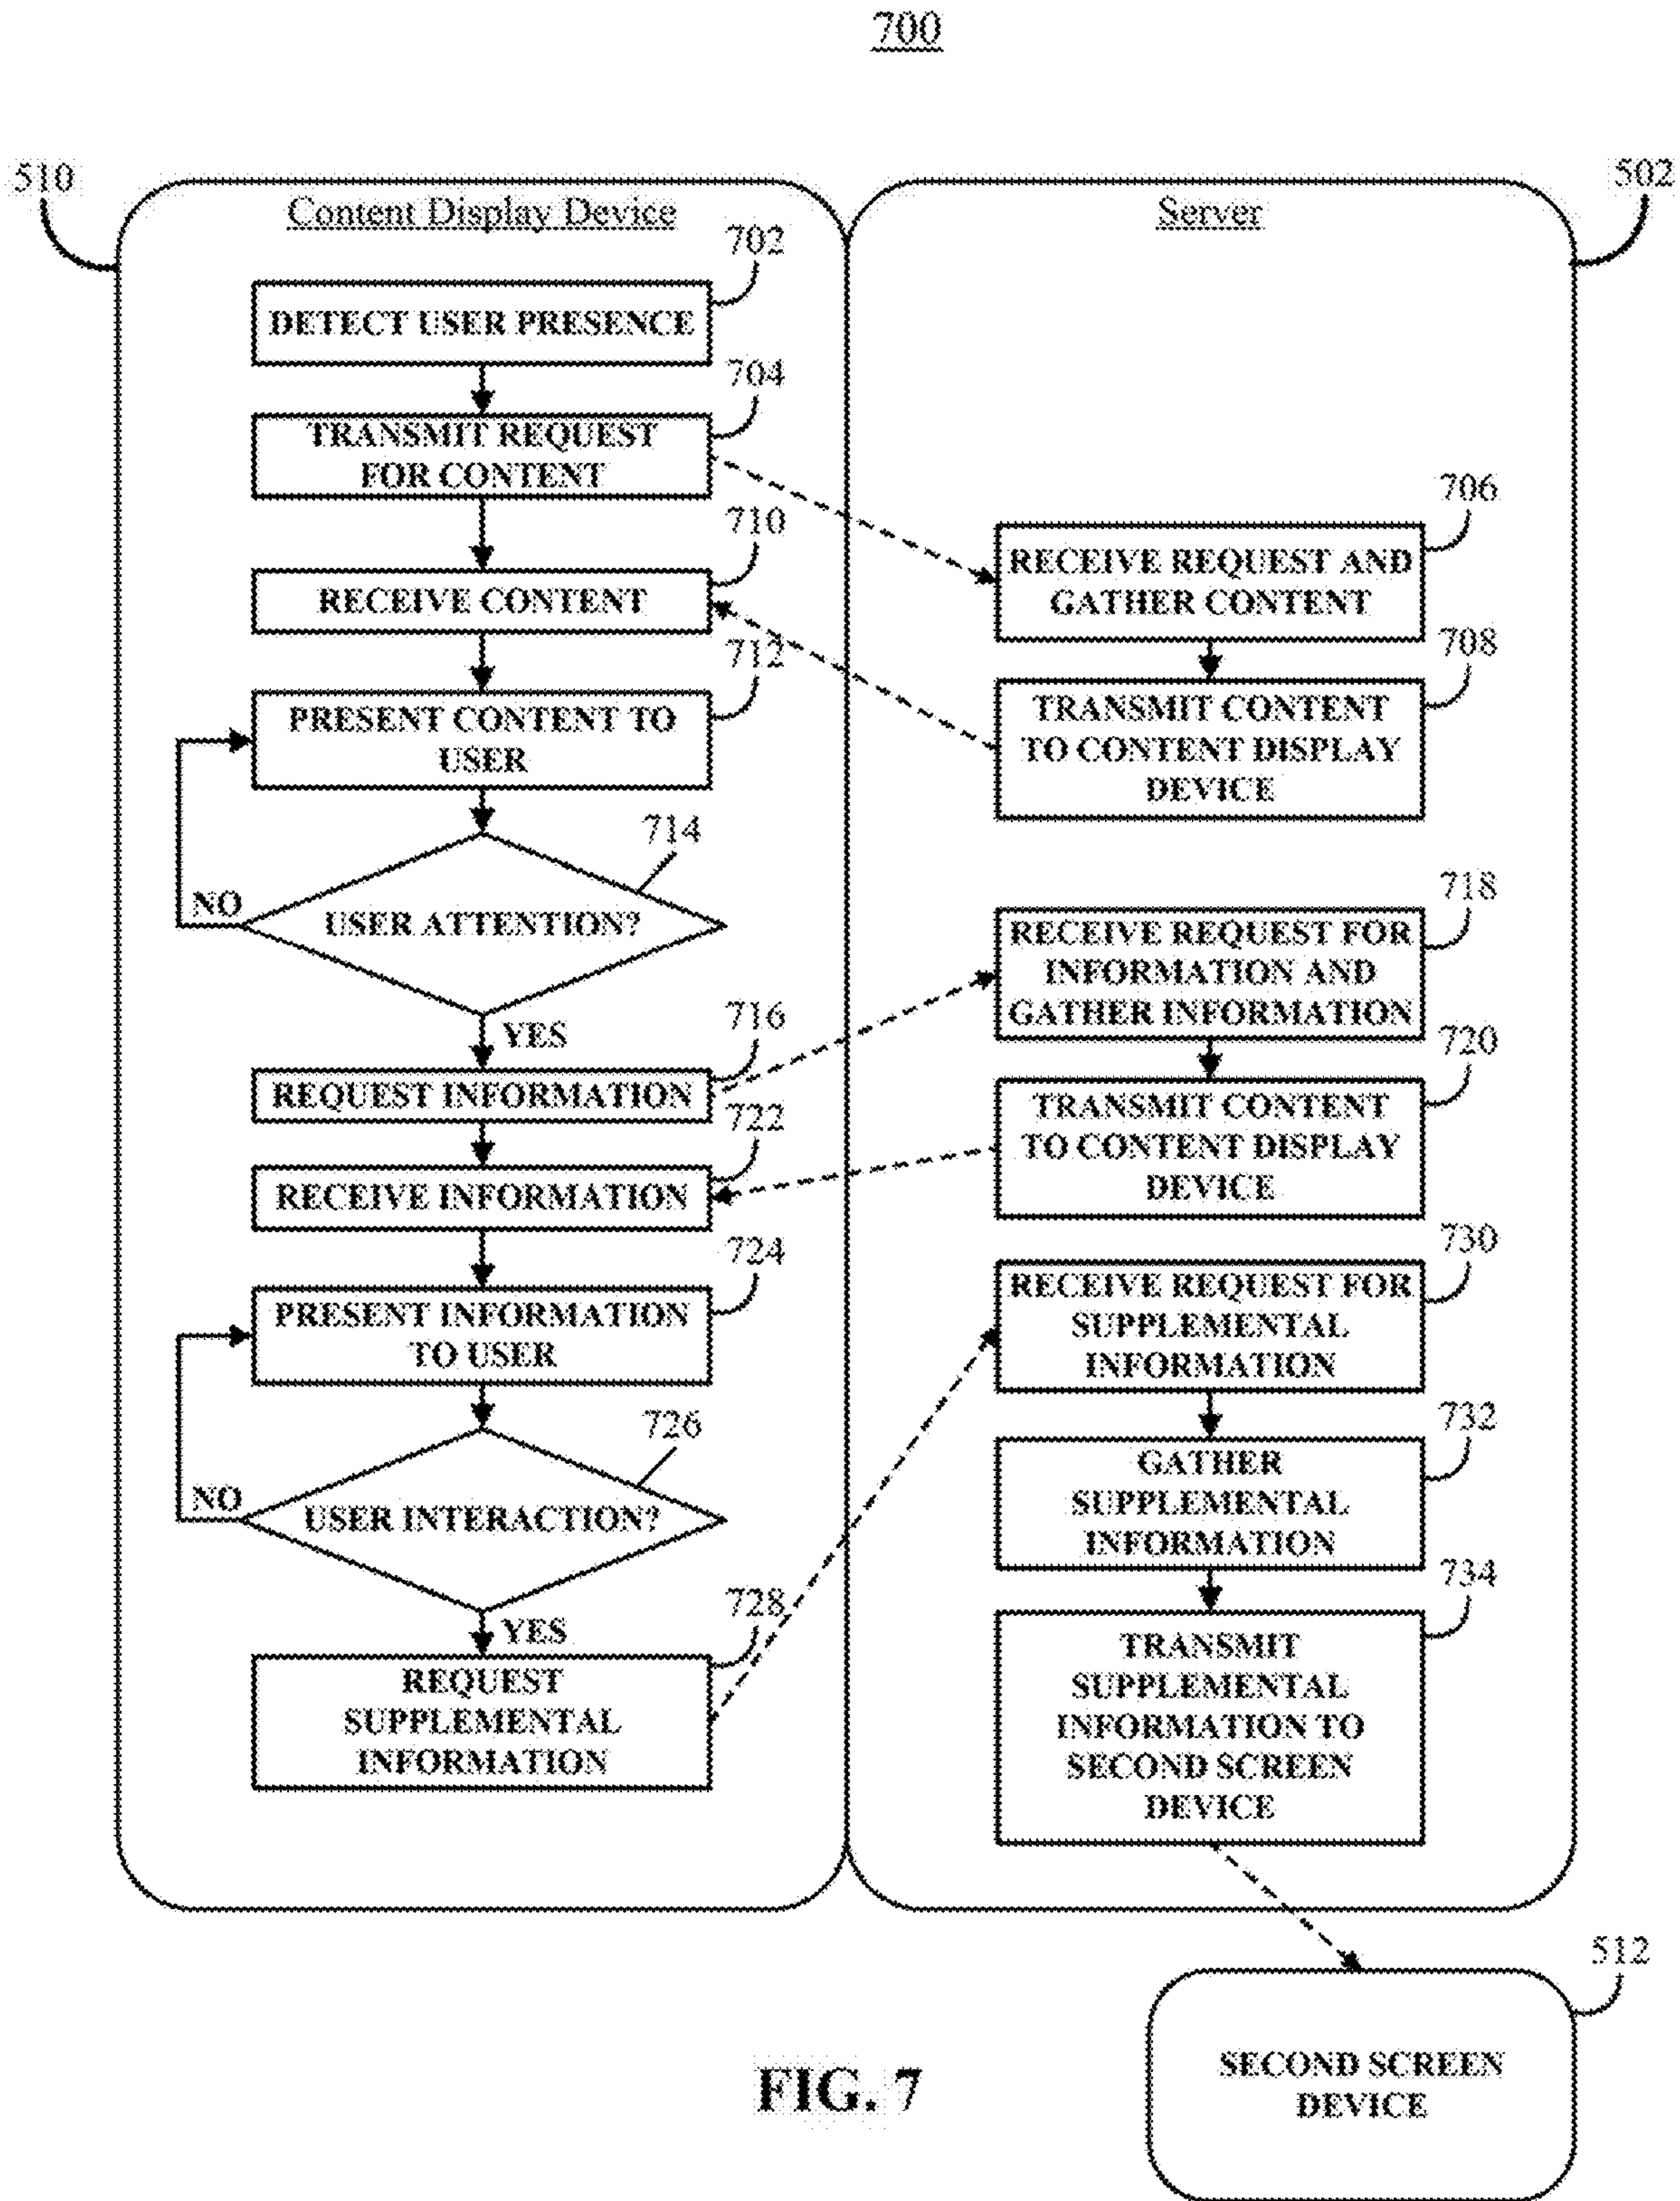 700
510
502
Content Display Device
Server
702
DETECT USER PRESENCE
704
TRANSMIT REQUEST
FOR CONTENT
706
RECEIVE REQUEST AND
GATHER CONTENT
708
TRANSMIT CONTENT
TO CONTENT DISPLAY
DEVICE
710
RECEIVE CONTENT
712
PRESENT CONTENT TO
USER
714
USER ATTENTION?
NO
YES
716
REQUEST INFORMATION
718
RECEIVE REQUEST FOR
INFORMATION AND
GATHER INFORMATION
720
TRANSMIT CONTENT
TO CONTENT DISPLAY
DEVICE
722
RECEIVE INFORMATION
724
PRESENT INFORMATION
TO USER
726
USER INTERACTION?
NO
YES
728
REQUEST
SUPPLEMENTAL
INFORMATION
730
RECEIVE REQUEST FOR
SUPPLEMENTAL
INFORMATION
732
GATHER
SUPPLEMENTAL
INFORMATION
734
TRANSMIT
SUPPLEMENTAL
INFORMATION TO
SECOND SCREEN
DEVICE
512
SECOND SCREEN
DEVICE
FIG. 7